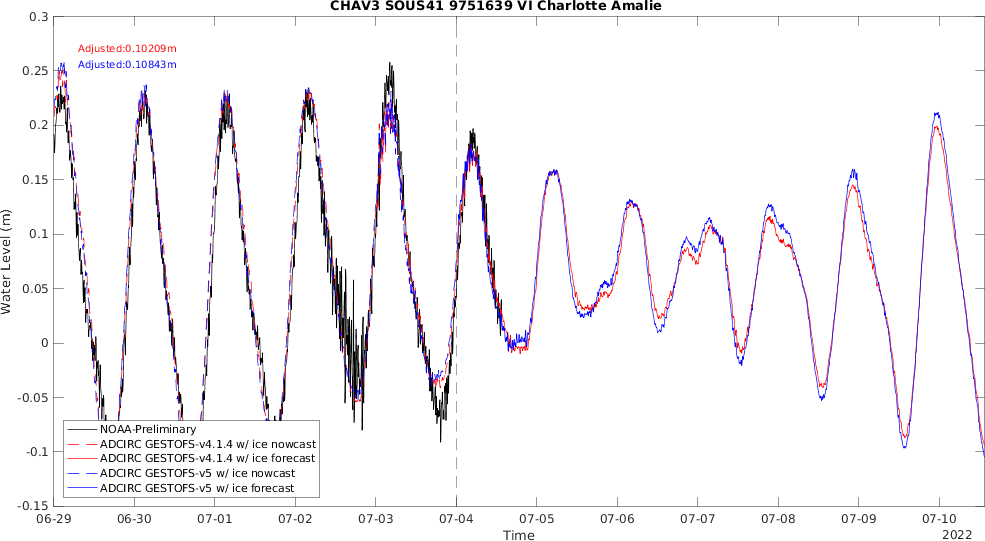 CHAV3 SOUS41 9751639 VI Charlotte Amalie
0.3
0.25
0.2
0.15
0.1
0.05
0
-0.05
-0.1
-0.15
Water Level (m)
Adjusted:0.10209m
Adjusted:0.10843m
NOAA-Preliminary
ADCIRC GESTOFS-v4.1.4 w/ ice nowcast
ADCIRC GESTOFS-v4.1.4 w/ ice forecast
ADCIRC GESTOFS-v5 w/ ice nowcast
ADCIRC GESTOFS-v5 w/ ice forecast
06-29 06-30 07-01 07-02 07-03 07-04 07-05 07-06 07-07 07-08 07-09 07-10
Time
2022